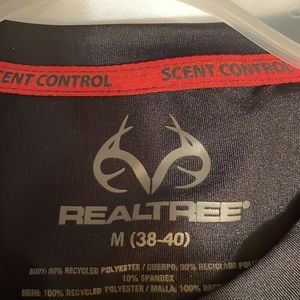 SCENT CONTROL
SCENT CONTROL
REALTREE®
M (38-40)
BODY: 90% RECYCLED POLYESTER / CUERPO: 90% RECICLADO
10% SPANDEX
MESH: 100% RECYCLED POLYESTER / MALLA: 100%